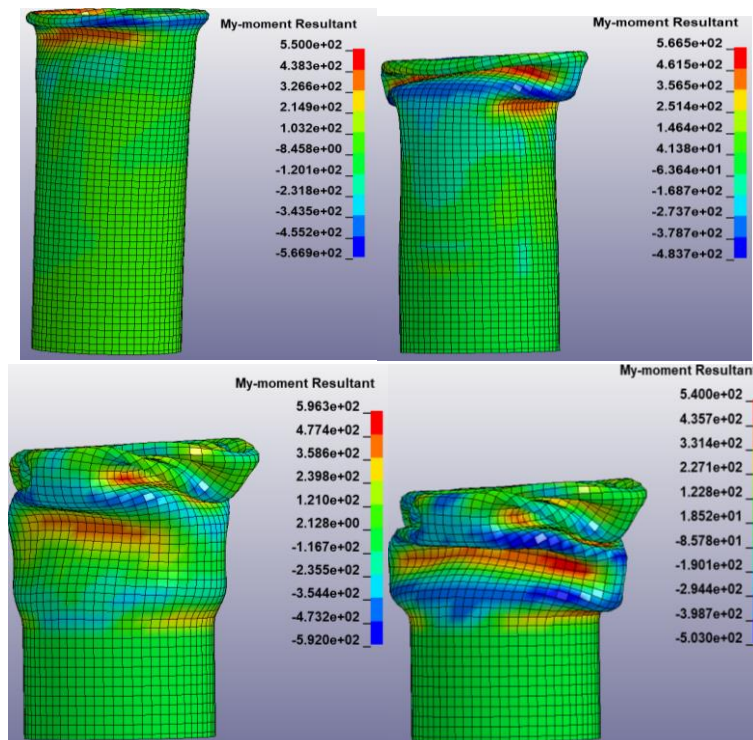 My-moment Resultant
5.500e+02
4.383e+02
3.266e+02
2.149e+02
1.032e+02
-8.458e+00
-1.201e+02
-2.318e+02
-3.435e+02
-4.552e+02
-5.669e+02
My-moment Resultant
5.665e+02
4.615e+02
3.565e+02
2.514e+02
1.464e+02
4.138e+01
-6.364e+01
-1.687e+02
-2.737e+02
-3.787e+02
-4.837e+02
My-moment Resultant
5.963e+02
4.774e+02
3.586e+02
2.398e+02
1.210e+02
2.128e+00
-1.167e+02
-2.355e+02
-3.544e+02
-4.732e+02
-5.920e+02
My-moment Resultant
5.400e+02
4.357e+02
3.314e+02
2.271e+02
1.228e+02
1.852e+01
-8.578e+01
-1.901e+02
-2.944e+02
-3.987e+02
-5.030e+02